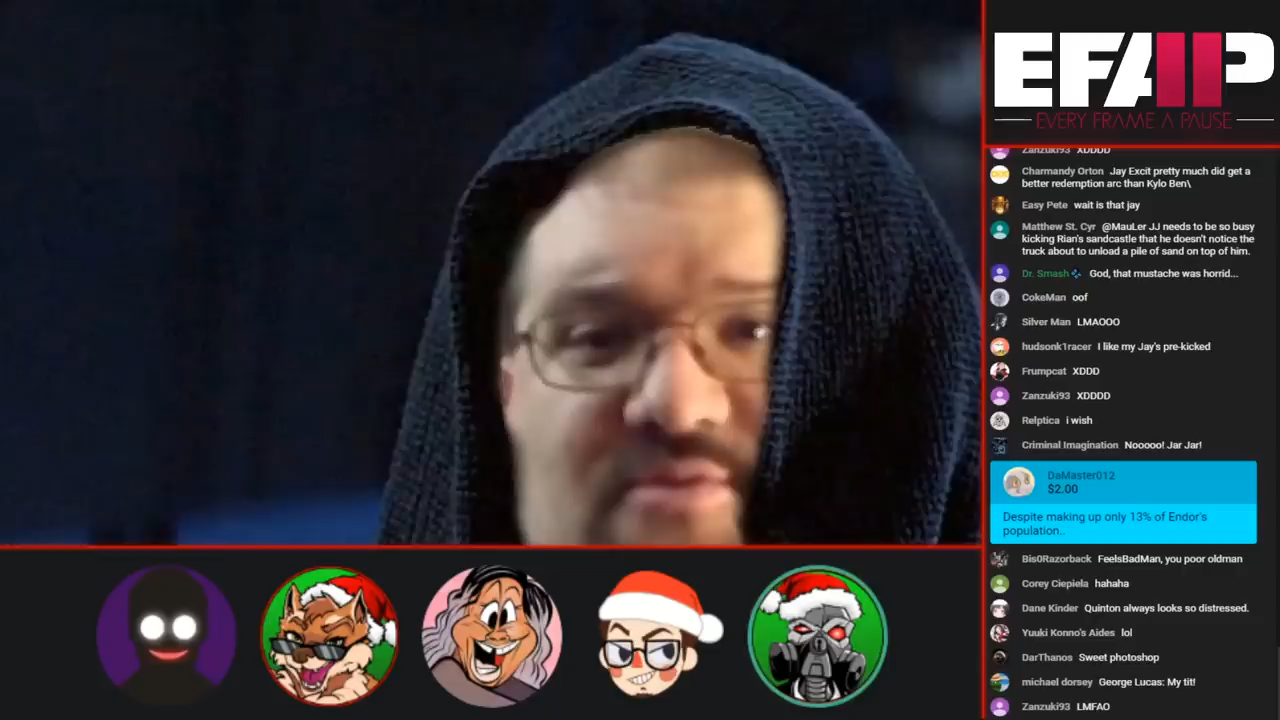 EFAP
EVERY FRAME A PAUSE
Zanzuki93 XDDDD
Charmandy Orton Jay Excit pretty much did get a
better redemption arc than Kylo Ben\
Easy Pete wait is that jay
Matthew St. Cyr @MauLer JJ needs to be so busy
kicking Rian's sandcastle that he doesn't notice the
truck about to unload a pile of sand on top of him.
Dr. Smash God, that mustache was horrid...
CokeMan oof
Silver Man LMAOOO
hudsonk1racer I like my Jay's pre-kicked
Frumpcat XDDD
Zanzuki93 XDDDD
Relptica i wish
Criminal Imagination Nooooo! Jar Jar!
DaMaster012
$2.00
Despite making up only 13% of Endor's
population..
Bis0Razorback FeelsBadMan, you poor oldman
Corey Ciepiela hahaha
Dane Kinder Quinton always looks so distressed.
Yuuki Konno's Aides lol
DarThanos Sweet photoshop
michael dorsey George Lucas: My tit!
Zanzuki93 LMFAO